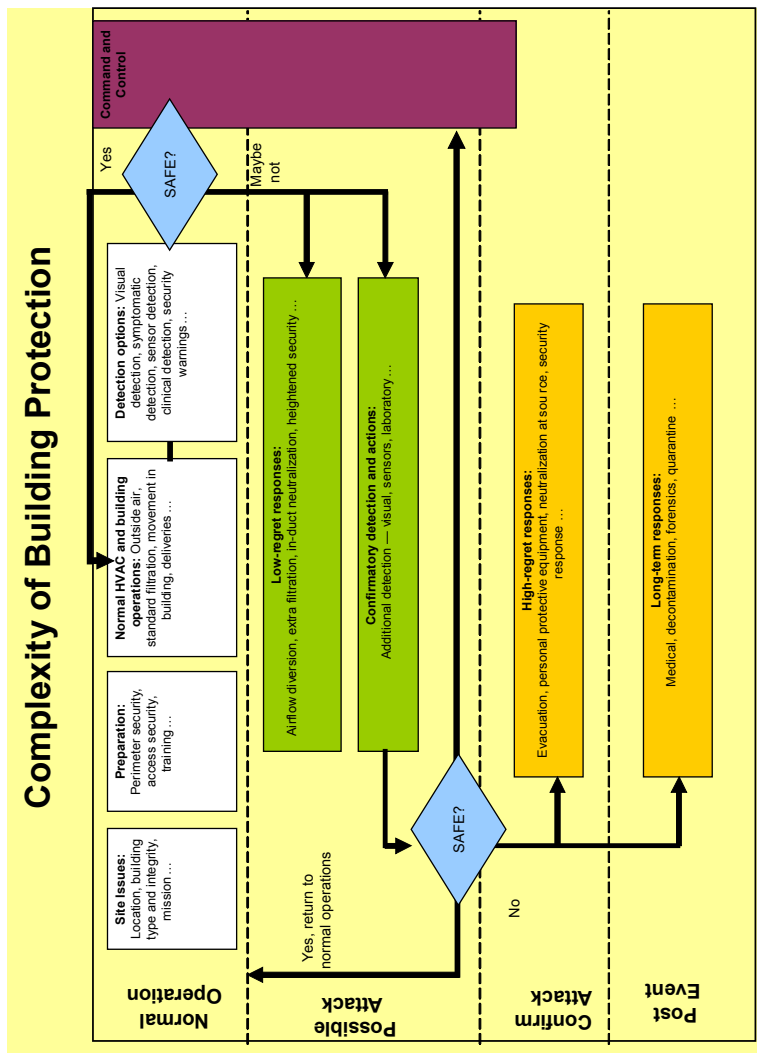 Complexity of Building Protection
Normal
Operation
Site Issues:
Location, building
type and integrity,
mission …
Preparation:
Perimeter security,
access security,
training …
Normal HVAC and building
operations: Outside air,
standard filtration, movement in
building, deliveries …
Detection options: Visual
detection, symptomatic
detection, sensor detection,
clinical detection, security
warnings…
SAFE?
Yes
Maybe
not
Command and
Control
Possible
Attack
Low-regret responses:
Airflow diversion, extra filtration, in-duct neutralization, heightened security …
Confirmatory detection and actions:
Additional detection — visual, sensors, laboratory …
Yes, return to
normal operations
SAFE?
No
Confirm
Attack
High-regret responses:
Evacuation, personal protective equipment, neutralization at sou rce, security
response …
Post
Event
Long-term responses:
Medical, decontamination, forensics, quarantine …